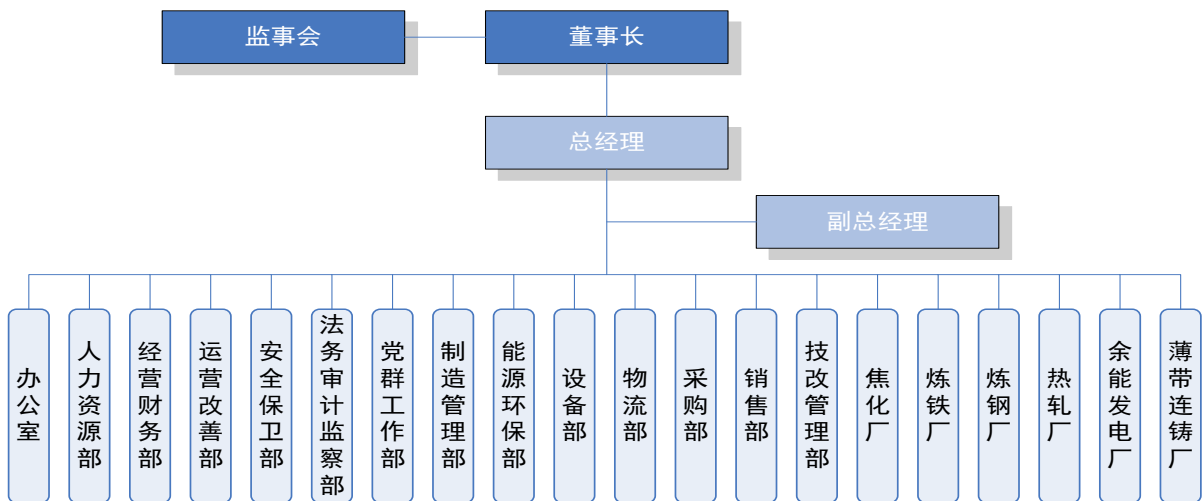 监事会
董事长
总经理
副总经理
办公室
人力资源部
经营财务部
运营改善部
安全保卫部
法务审计监察部
党群工作部
制造管理部
能源环保部
设备部
物流部
采购部
销售部
技改管理部
焦化厂
炼铁厂
炼钢厂
热轧厂
余能发电厂
薄带连铸厂